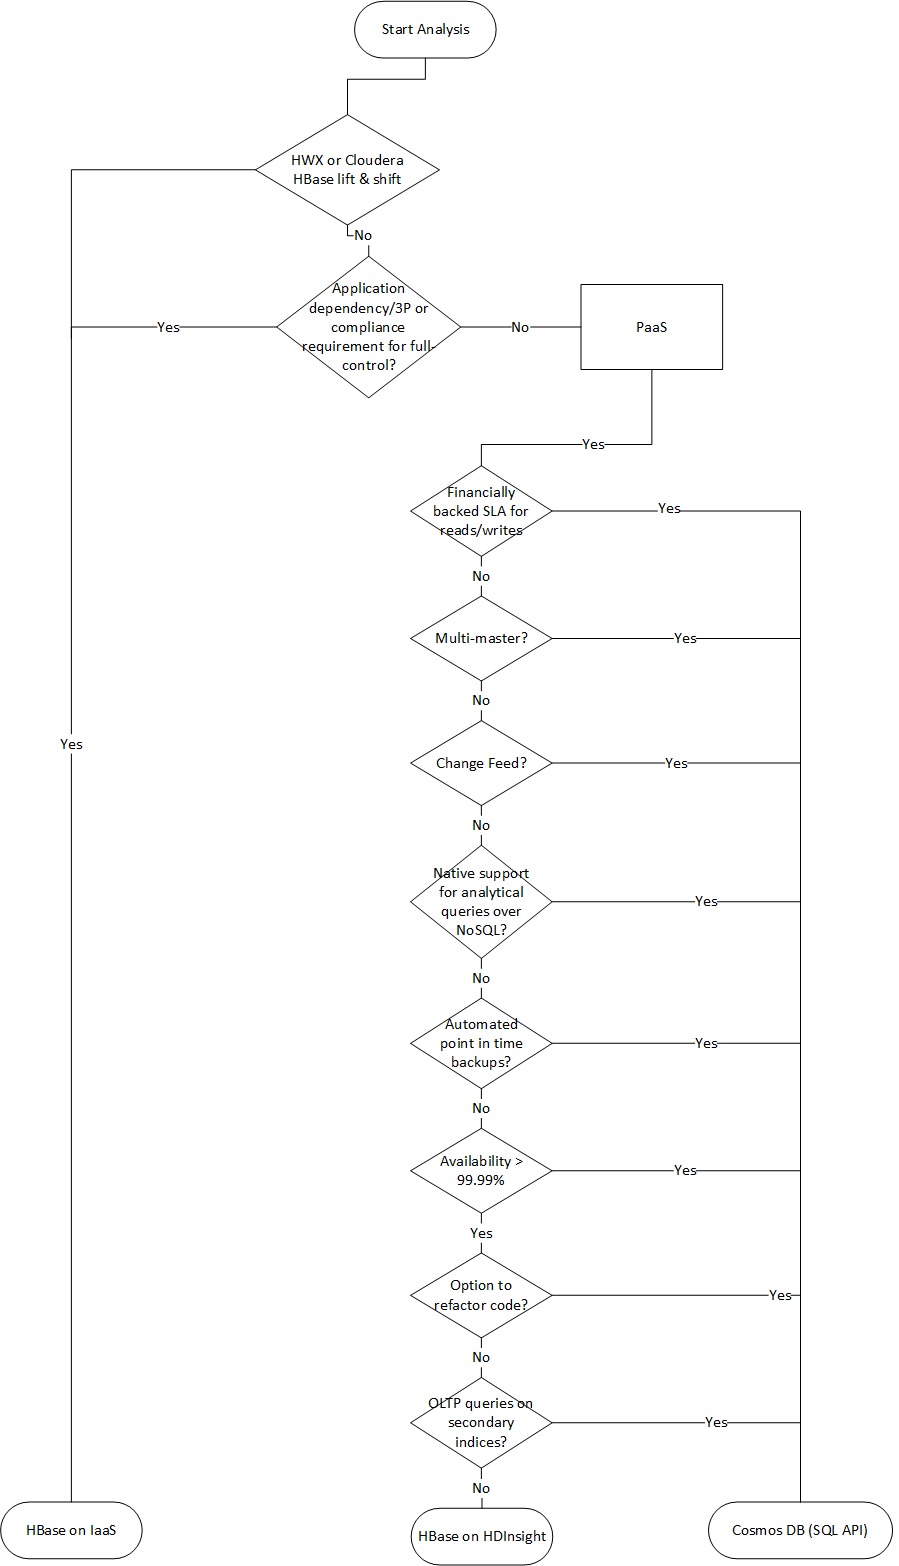 Start Analysis
HWX or Cloudera
HBase lift & shift
No
Application
dependency/3P or
compliance
requirement for full-
control?
Yes
No
PaaS
Yes
Financially
backed SLA for
reads/writes
Yes
No
Multi-master?
Yes
No
Yes
Change Feed?
Yes
No
Native support
for analytical
queries over
NoSQL?
Yes
No
Automated
point in time
backups?
Yes
No
Availability >
99.99%
Yes
Yes
Option to
refactor code?
Yes
No
OLTP queries on
secondary
indices?
Yes
No
HBase on IaaS
HBase on HDInsight
Cosmos DB (SQL API)